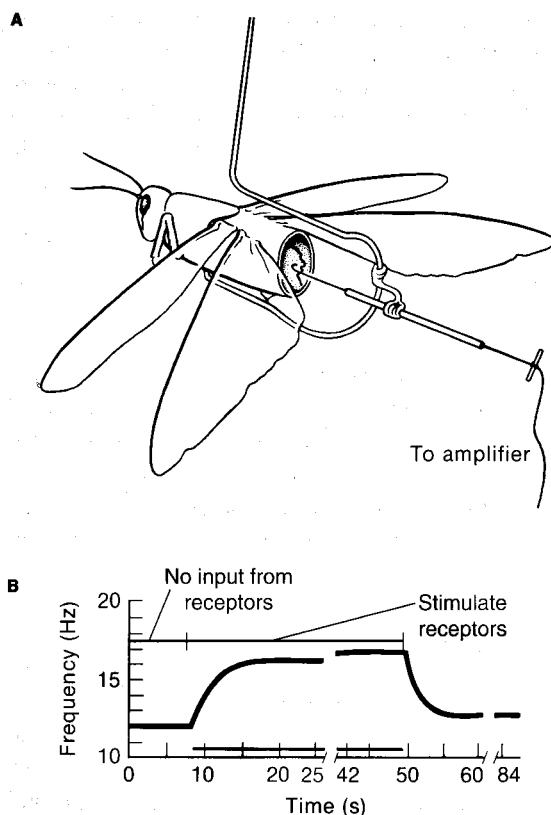 A
To amplifier
B
No input from
receptors
Stimulate
receptors
Frequency (Hz)
20
15
10
0 10 20 25 42 50 60 84
Time (s)